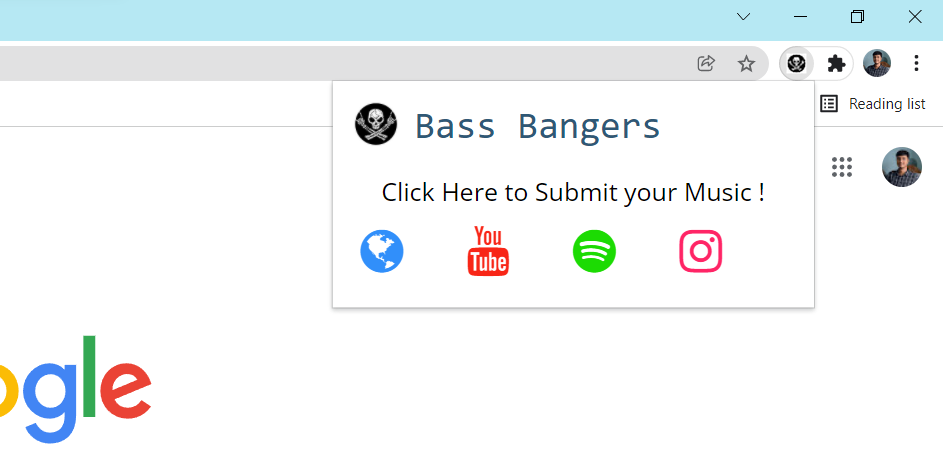 Reading list
Bass Bangers
Click Here to Submit your Music !
You
Tube
ogle